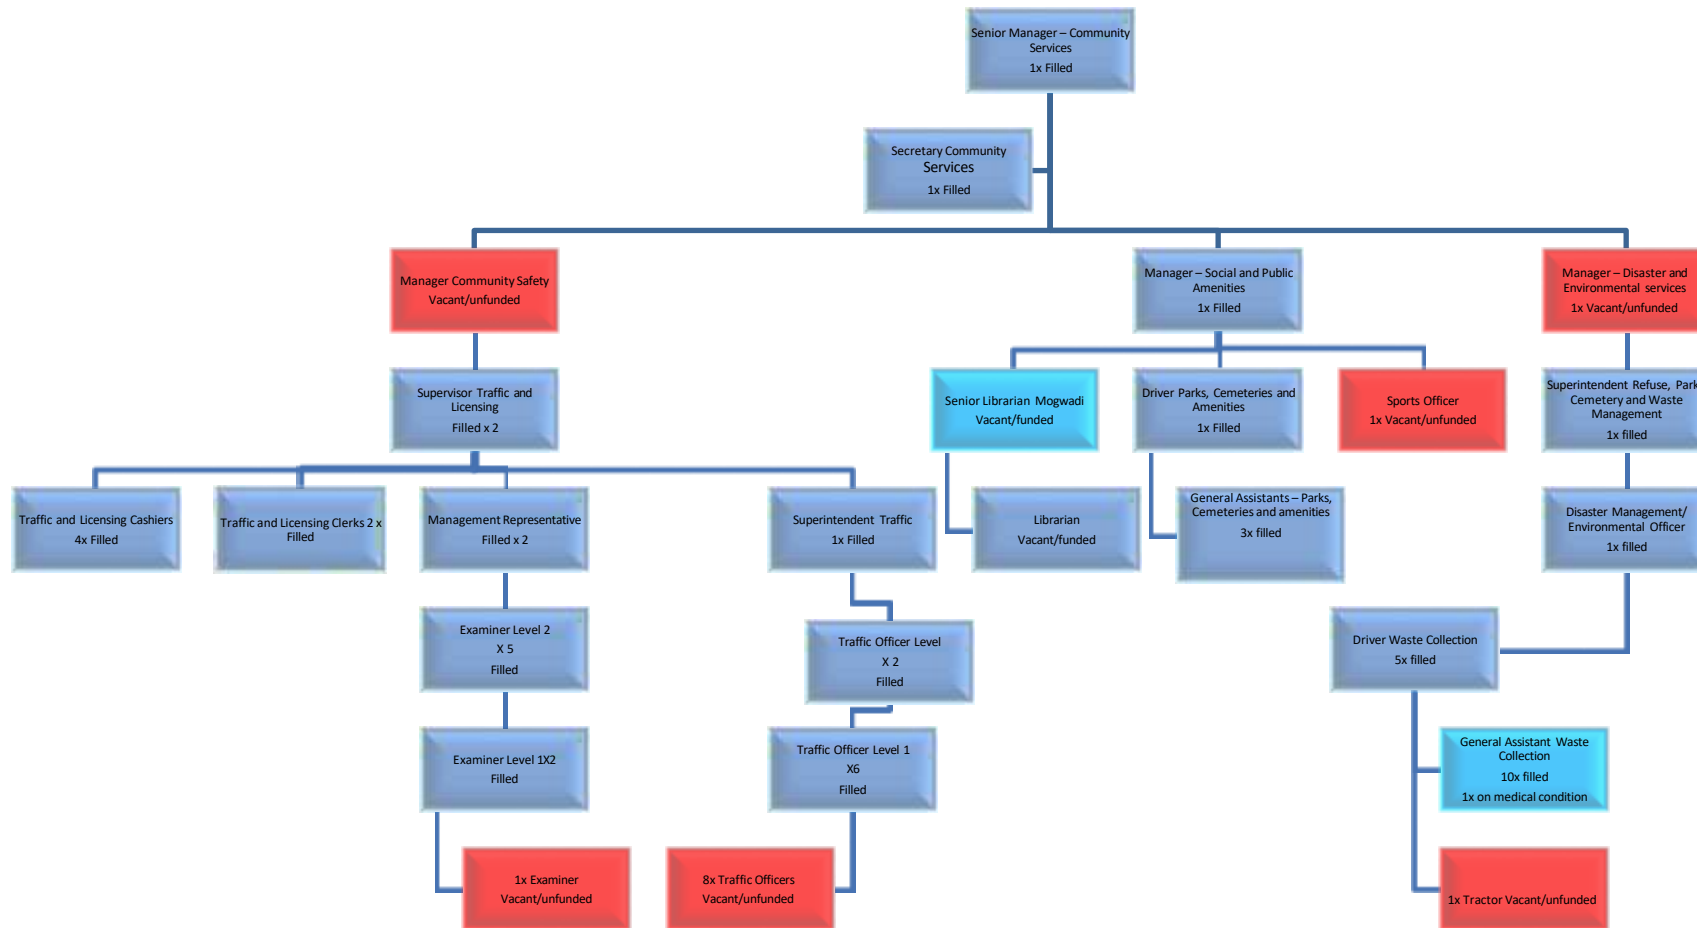 Senior Manager – Community
Services
1x Filled
Secretary Community
Services
1x Filled
Manager Community Safety
Vacant/unfunded
Manager – Social and Public
Amenities
1x Filled
Manager – Disaster and
Environmental services
1x Vacant/unfunded
Supervisor Traffic and
Licensing
Filled x 2
Senior Librarian Mogwadi
Vacant/funded
Driver Parks, Cemeteries and
Amenities
1x Filled
Sports Officer
1x Vacant/unfunded
Superintendent Refuse, Park
Cemetery and Waste
Management
1x filled
Traffic and Licensing Cashiers
4x Filled
Traffic and Licensing Clerks 2 x
Filled
Management Representative
Filled x 2
Superintendent Traffic
1x Filled
Librarian
Vacant/funded
General Assistants – Parks,
Cemeteries and amenities
3x filled
Disaster Management/
Environmental Officer
1x filled
Examiner Level 2
X 5
Filled
Traffic Officer Level
X 2
Filled
Driver Waste Collection
5x filled
Examiner Level 1X2
Filled
Traffic Officer Level 1
X6
Filled
General Assistant Waste
Collection
10x filled
1x on medical condition
1x Examiner
Vacant/unfunded
8x Traffic Officers
Vacant/unfunded
1x Tractor Vacant/unfunded